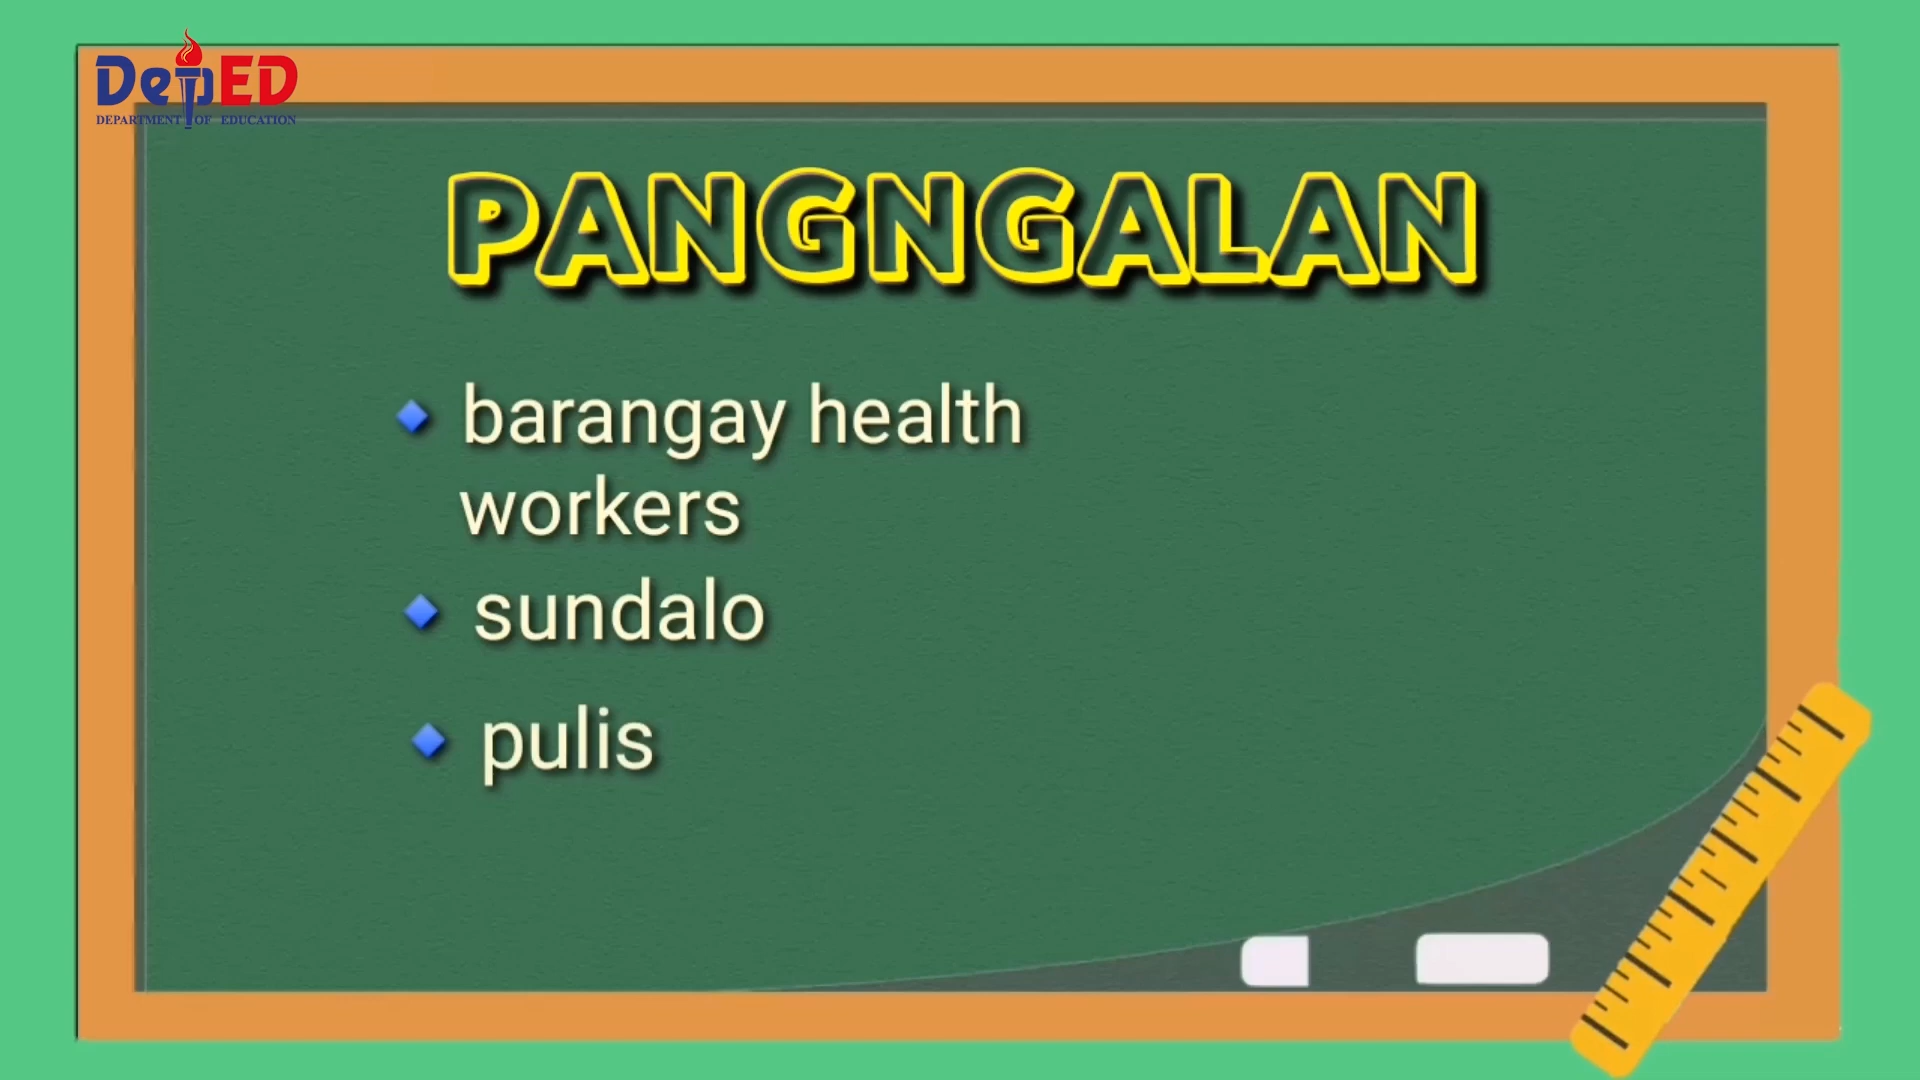 DepED
DEPARTMENT OF EDUCATION
PANGNGALAN
barangay health
workers
sundalo
pulis